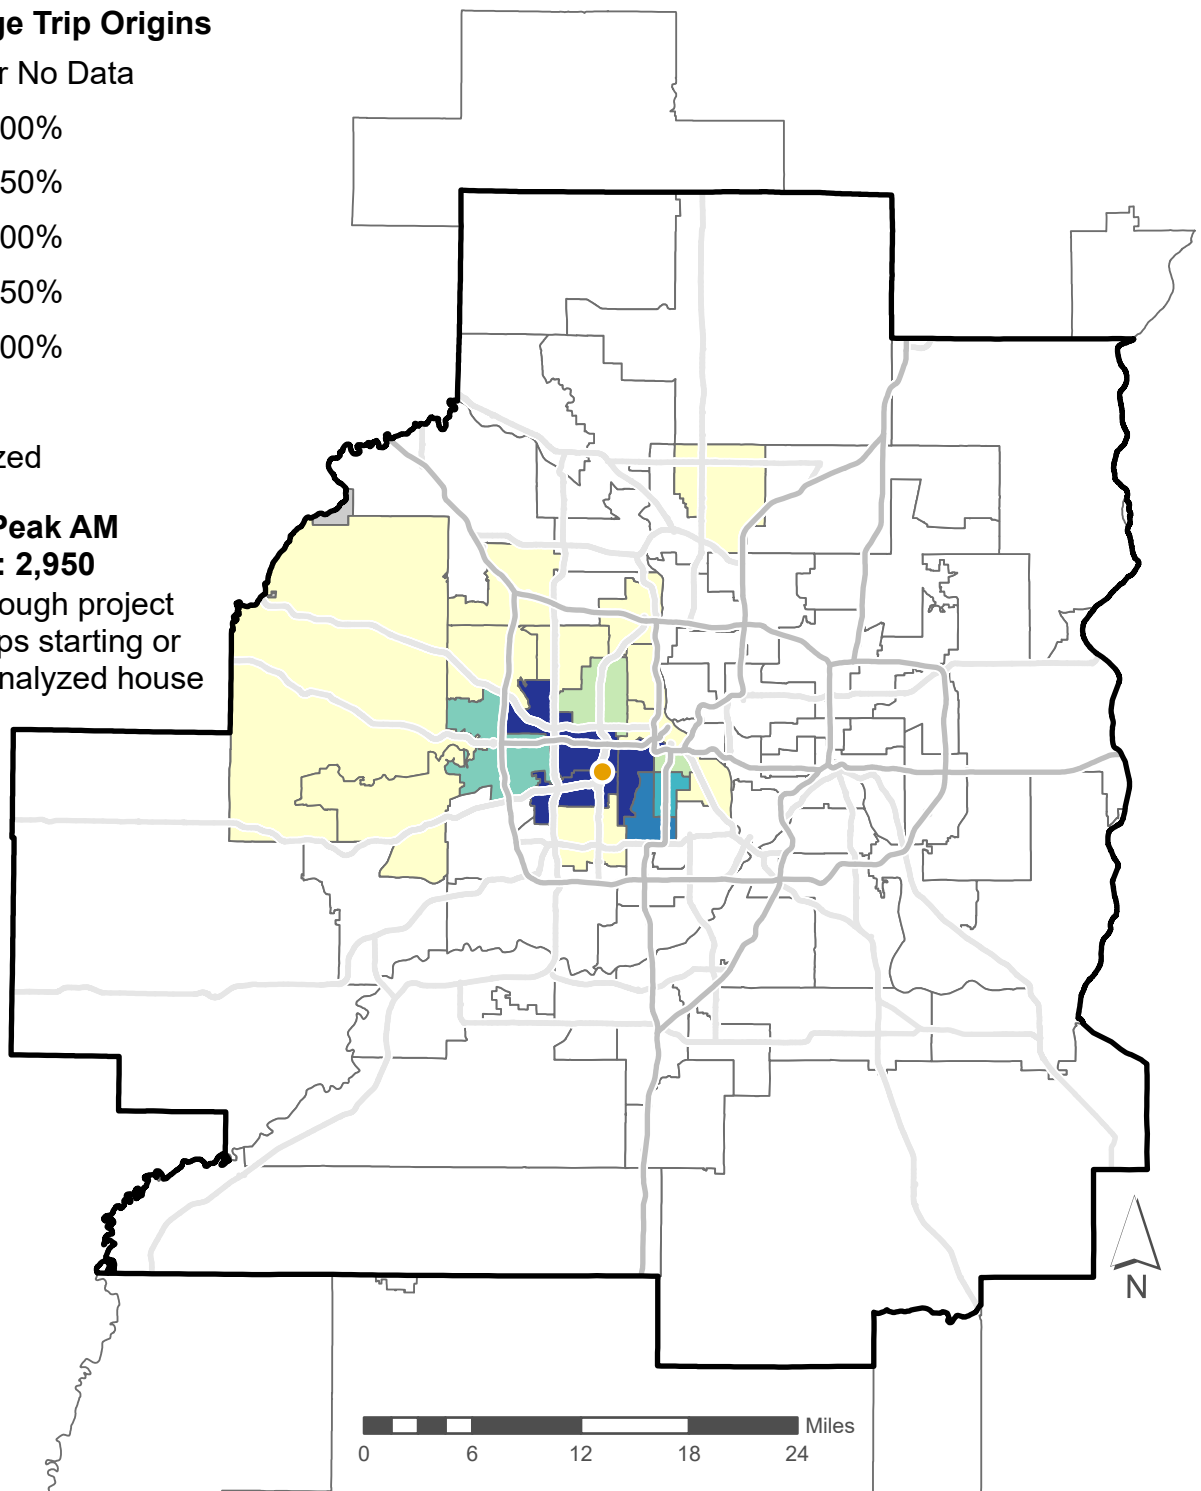 ge Trip Origins
r No Data
00%
50%
00%
50%
00%
zed
Peak AM
: 2,950
ough project
ps starting or
nalyzed house
N
Miles
0 6 12 18 24